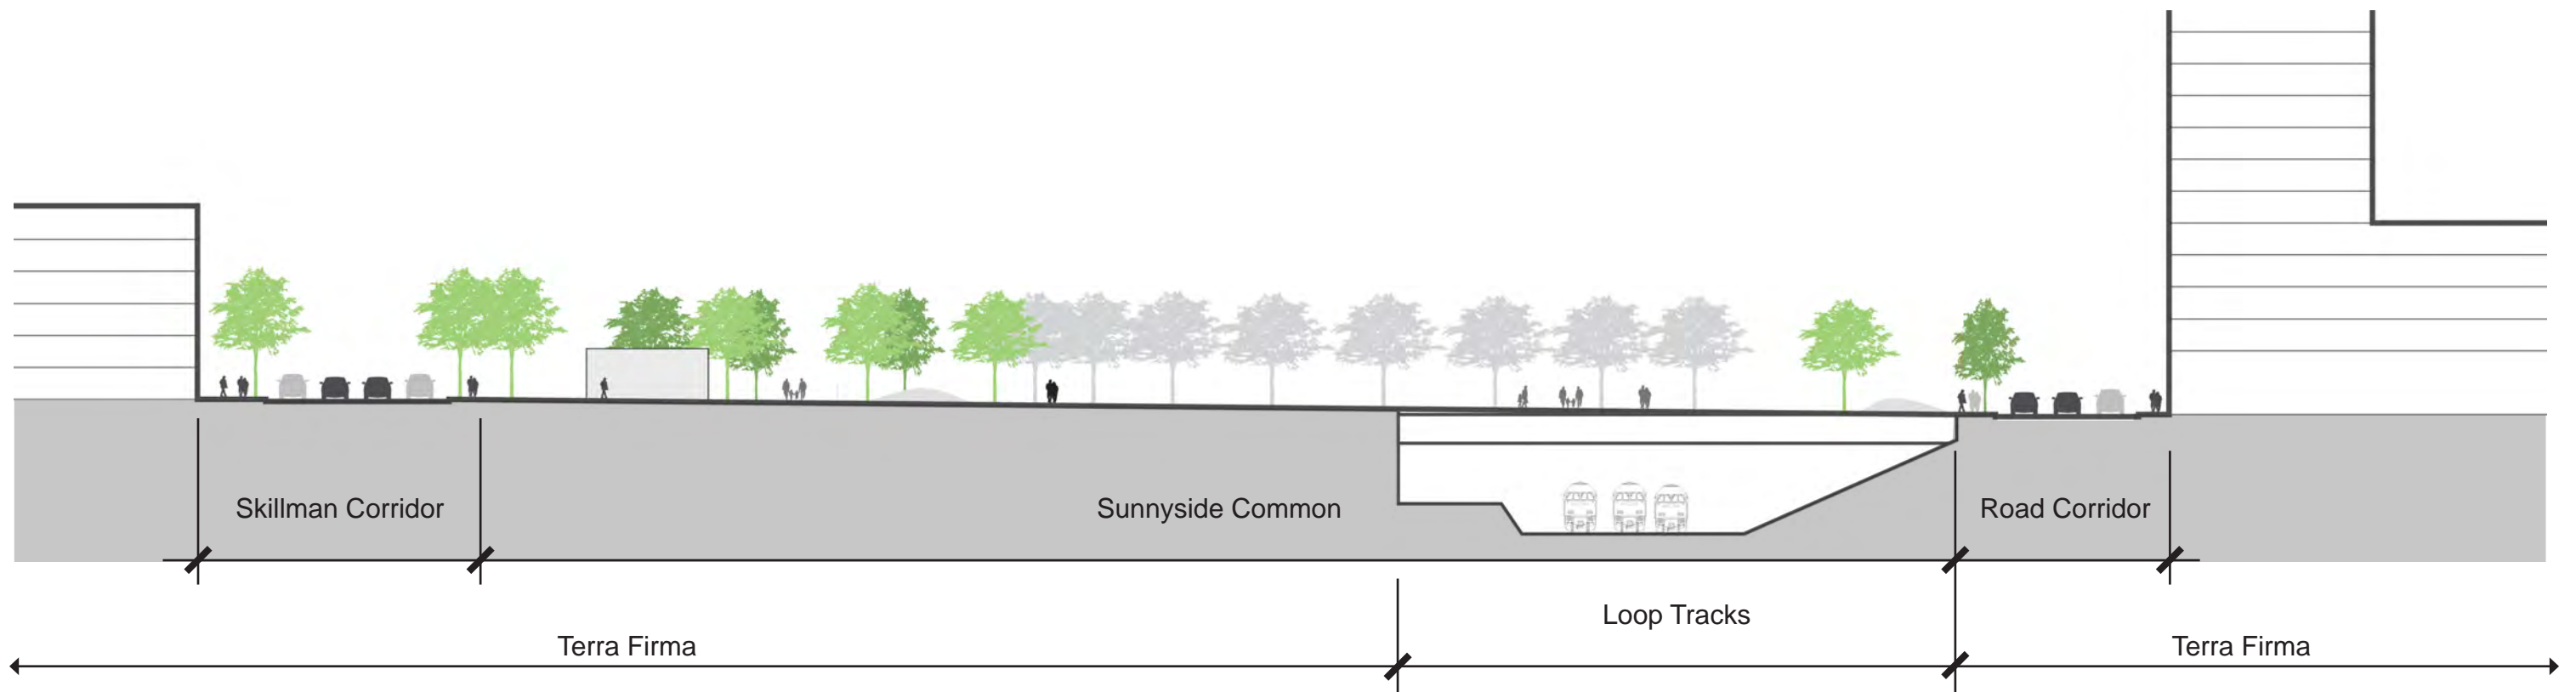 Skillman Corridor
Sunnyside Common
Road Corridor
Loop Tracks
Terra Firma
Terra Firma